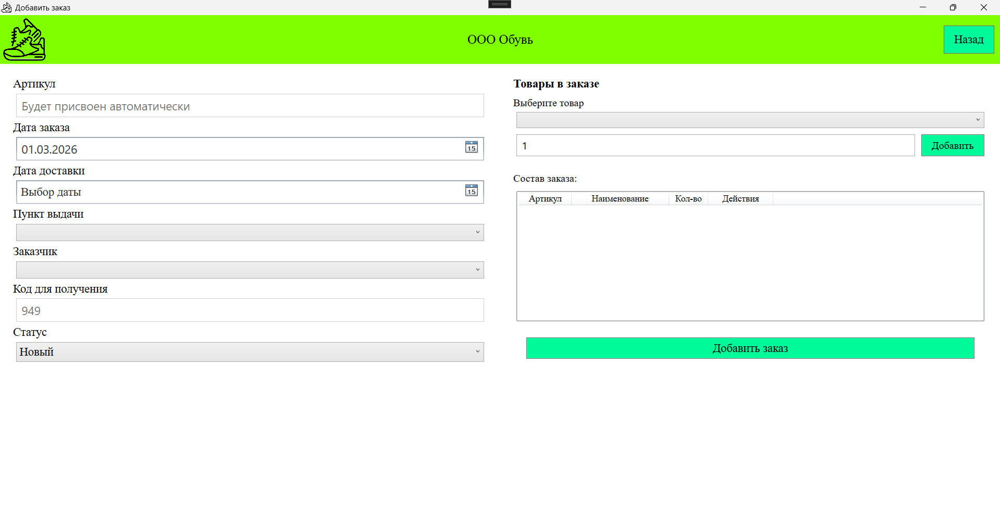 Добавить заказ
ООО Обувь
Назад
Артикул
Будет присвоен автоматически
Дата заказа
01.03.2026
15
Дата доставки
Выбор даты
15
Пункт выдачи
Заказчик
Код для получения
949
Статус
Новый
Товары в заказе
Выберите товар
1
Добавить
Состав заказа:
Артикул Наименование Кол-во Действия
Добавить заказ